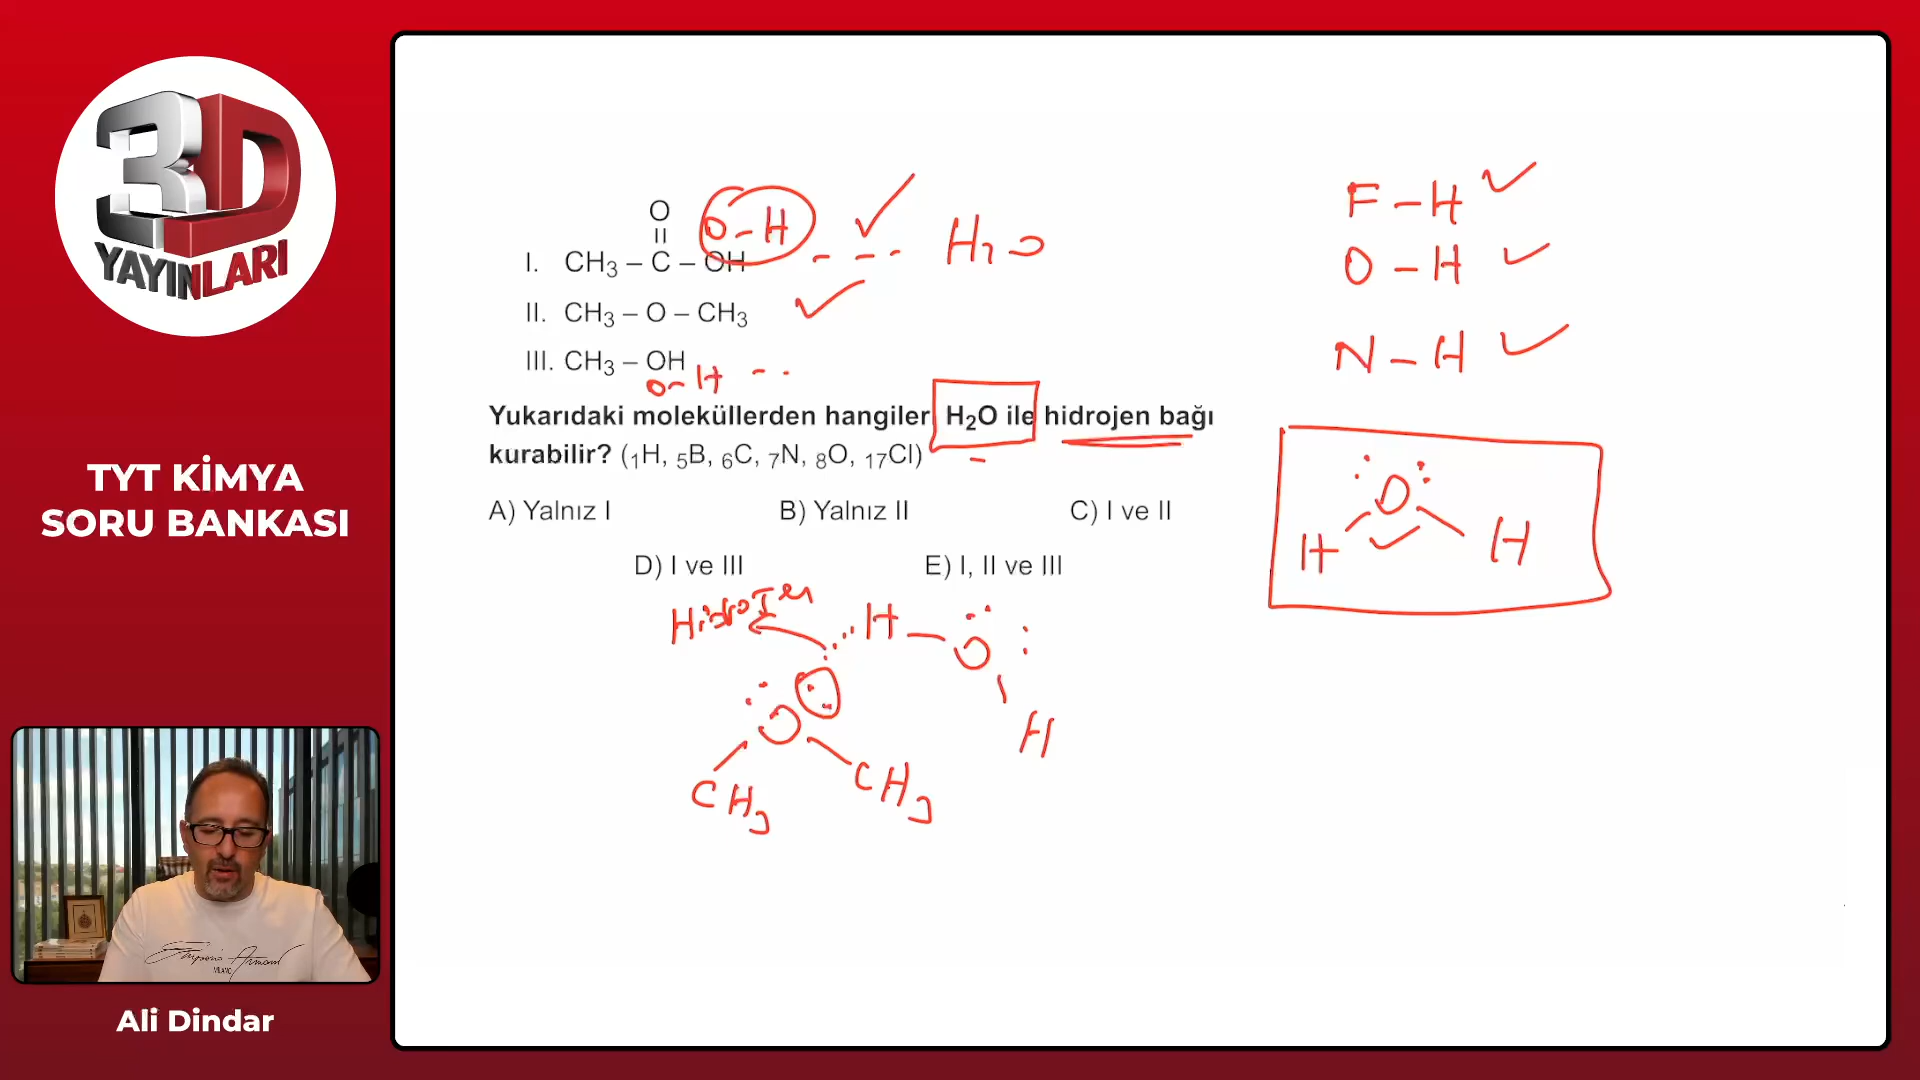 3D
YAYINLARI
TYT KİMYA
SORU BANKASI
Ali Dindar
O
||
I. CH₃ – C – OH
O – H
--- H₂O
II. CH₃ – O – CH₃
III. CH₃ – OH
O – H - - -
Yukarıdaki moleküllerden hangileri H₂O ile hidrojen bağı
kurabilir? (₁H, ₅B, ₆C, ₇N, ₈O, ₁₇Cl)
A) Yalnız I B) Yalnız II C) I ve II
D) I ve III E) I, II ve III
F – H ✓
O – H ✓
N – H ✓
O
H H
Hidrojen
H – O
H
O
CH₃ CH₃
MILANO